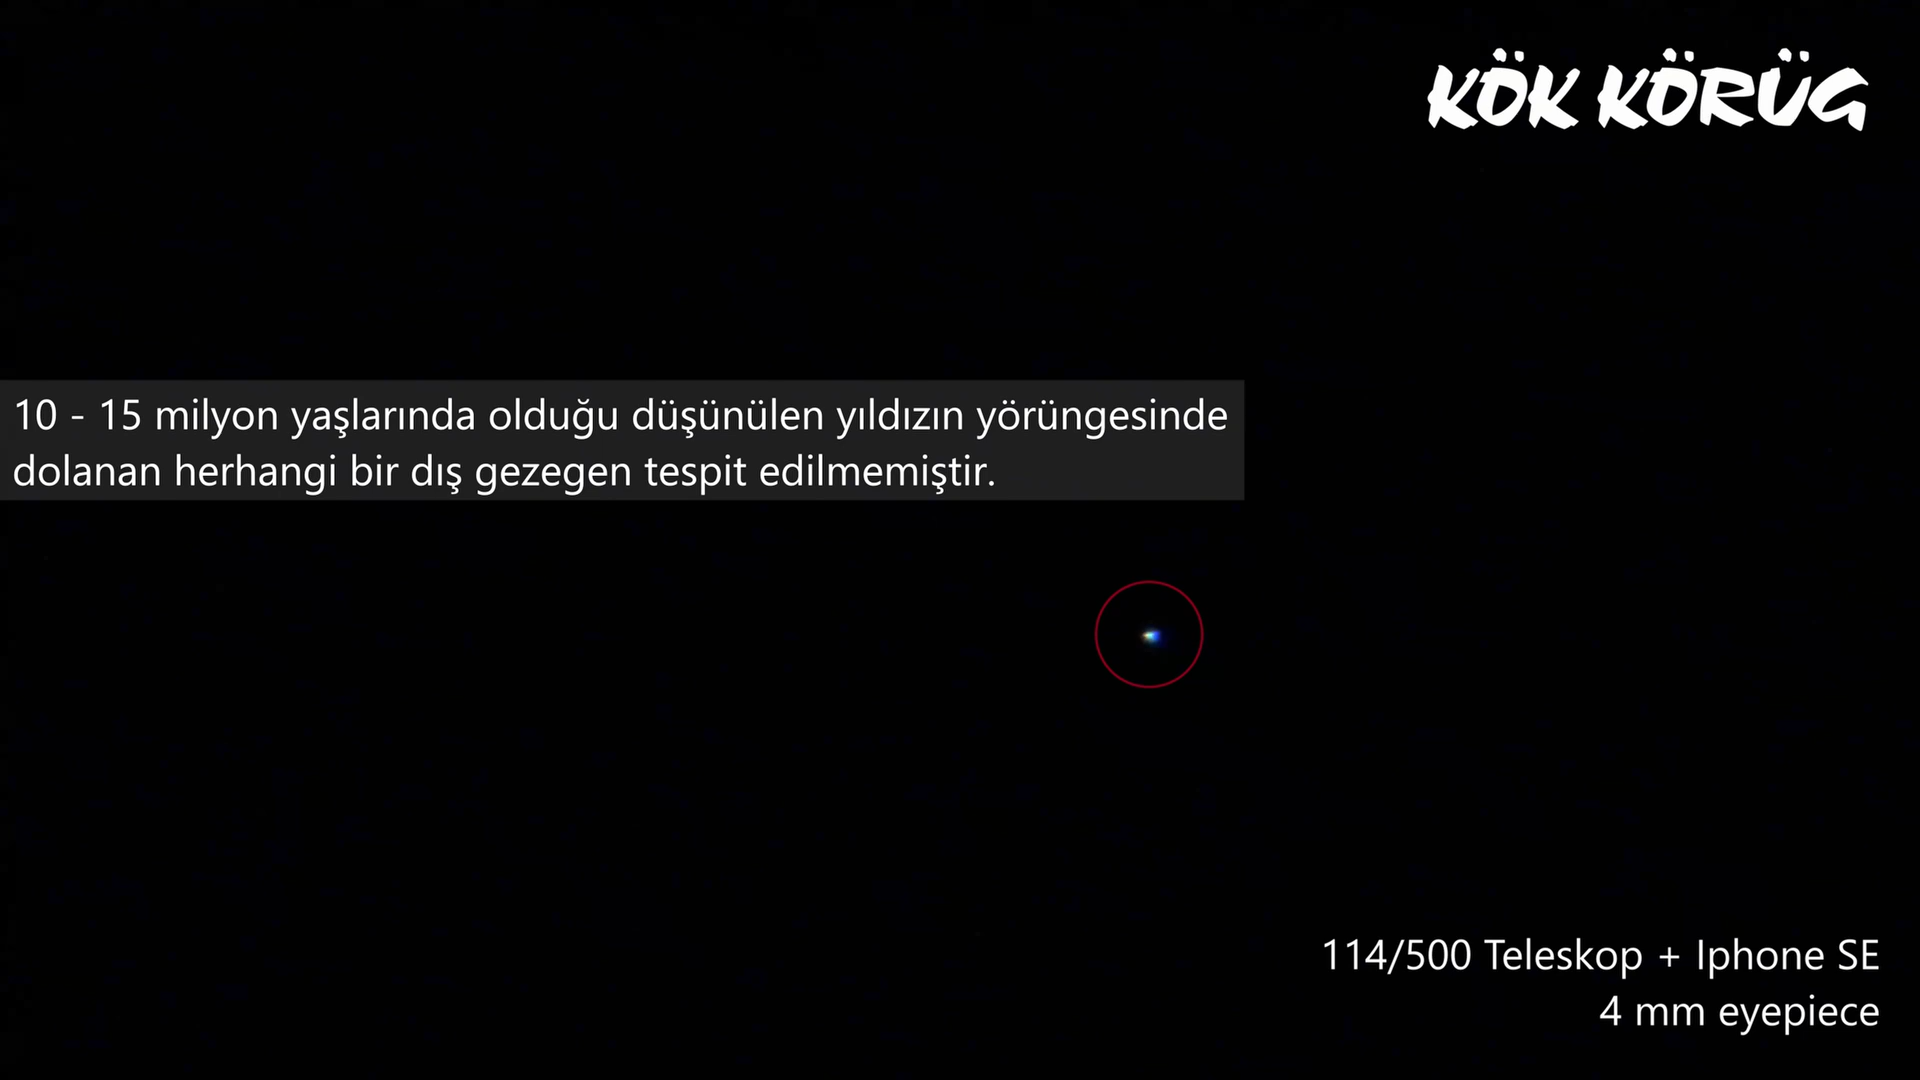 KÖK KÖRÜG
10 - 15 milyon yaşlarında olduğu düşünülen yıldızın yörüngesinde
dolanan herhangi bir dış gezegen tespit edilmemiştir.
114/500 Teleskop + Iphone SE
4 mm eyepiece